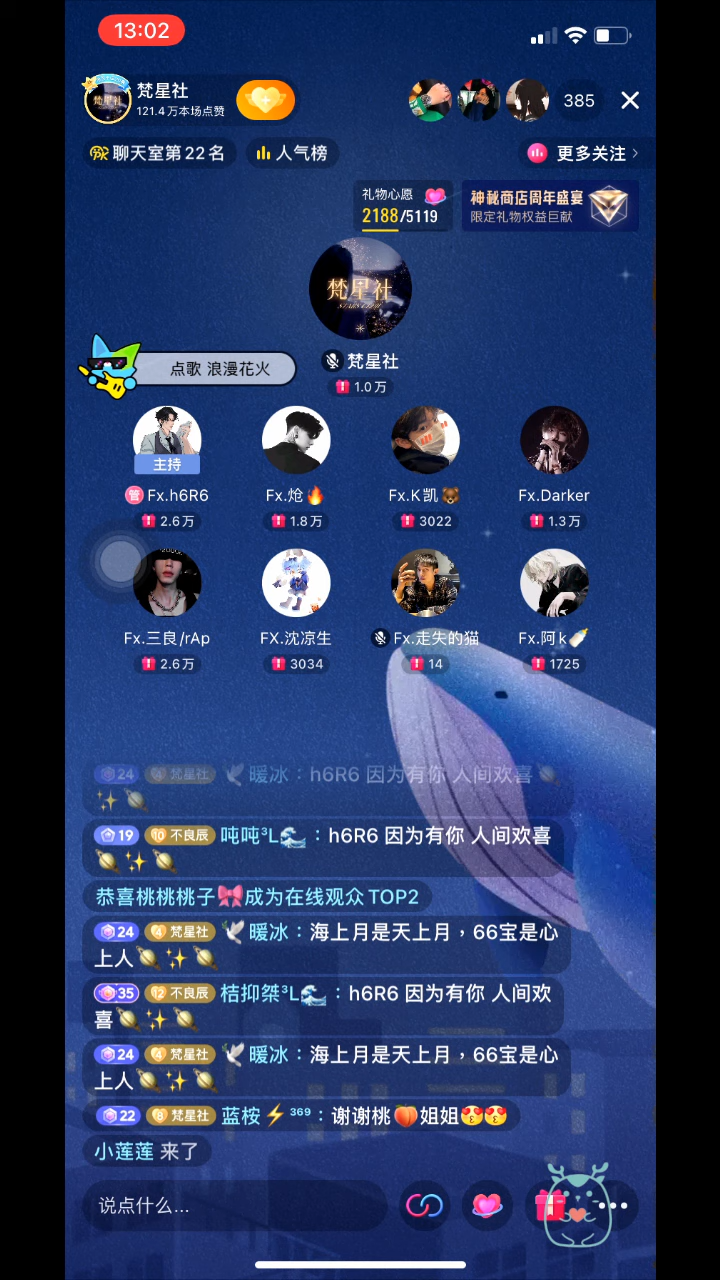 13:02
梵星社
121.4万本场点赞
385
聊天室第22名
人气榜
更多关注
礼物心愿
2188/5119
神秘商店周年盛宴
限定礼物权益巨献
梵星社
点歌 浪漫花火
梵星社
1.0万
主持
管 Fx.h6R6
Fx.炝🔥
Fx.K凯🐻
Fx.Darker
2.6万
1.8万
3022
1.3万
Fx.三良/rAp
FX.沈凉生
Fx.走失的猫
Fx.阿k🍼
2.6万
3034
14
1725
24 梵星社 🕊暖冰：h6R6 因为有你 人间欢喜🪐
✨🪐
19 10 不良辰 吨吨³L🌊：h6R6 因为有你 人间欢喜
🪐✨🪐
恭喜桃桃桃子🎀成为在线观众TOP2
24 4 梵星社 🕊暖冰：海上月是天上月，66宝是心
上人🪐✨🪐
35 12 不良辰 桔抑桀³L🌊：h6R6 因为有你 人间欢
喜🪐✨🪐
24 4 梵星社 🕊暖冰：海上月是天上月，66宝是心
上人🪐✨🪐
22 8 梵星社 蓝桉⚡³⁶⁹：谢谢桃🍑姐姐😍😍
小莲莲 来了
说点什么...